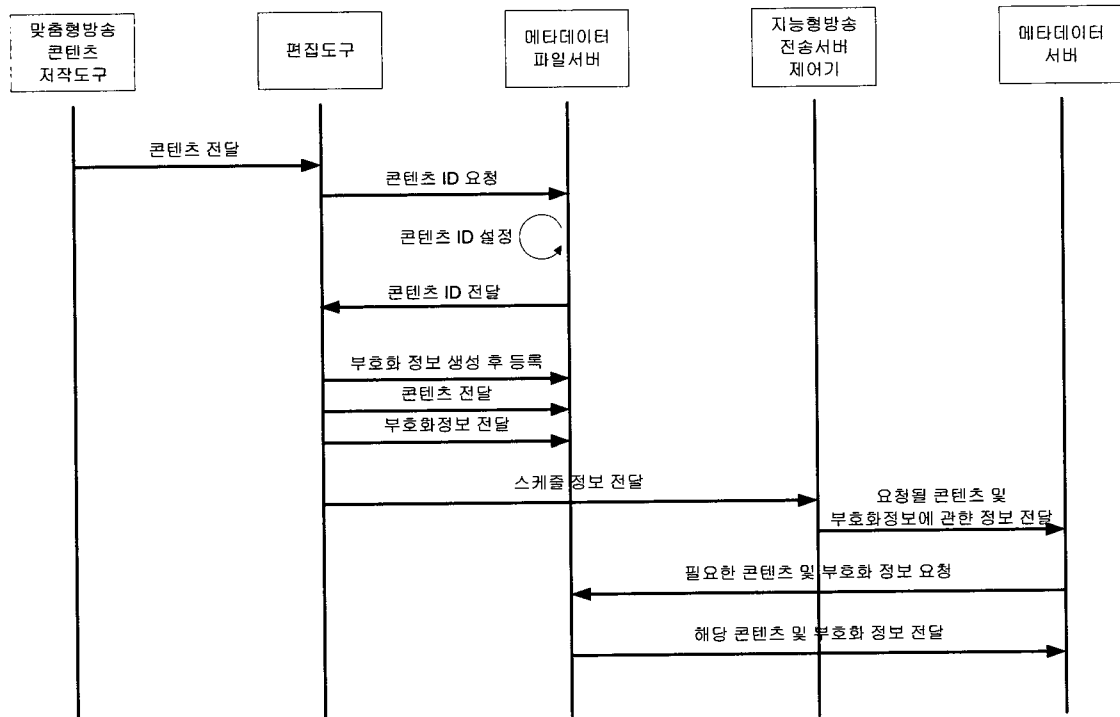 맞춤형방송
콘텐츠
저작도구
편집도구
메타데이터
파일서버
지능형방송
전송서버
제어기
메타데이터
서버
콘텐츠 전달
콘텐츠 ID 요청
콘텐츠 ID 설정
콘텐츠 ID 전달
부호화 정보 생성 후 등록
콘텐츠 전달
부호화정보 전달
스케줄 정보 전달
요청될 콘텐츠 및
부호화정보에 관한 정보 전달
필요한 콘텐츠 및 부호화 정보 요청
해당 콘텐츠 및 부호화 정보 전달